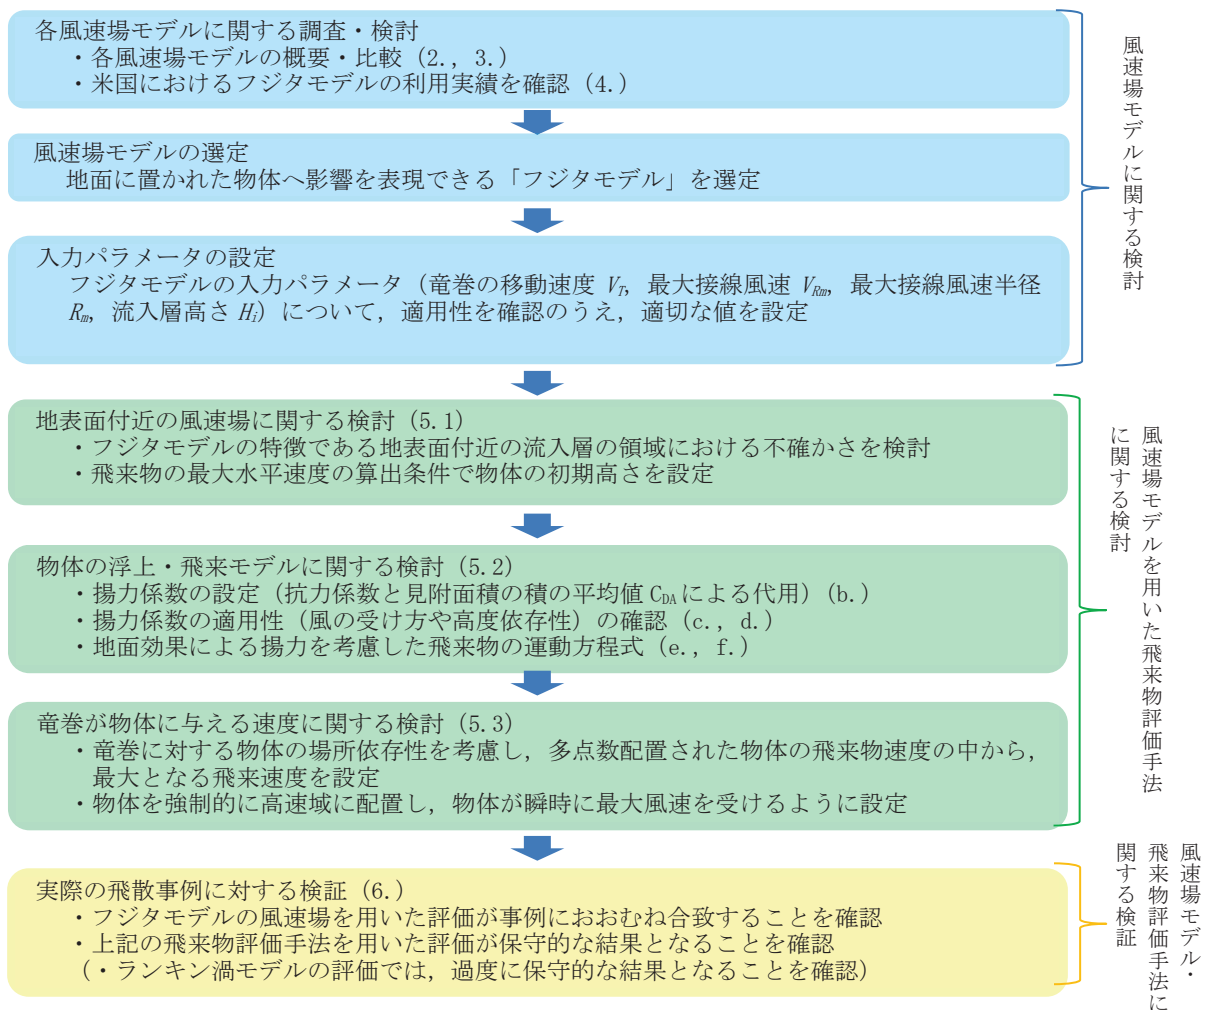 各風速場モデルに関する調査・検討
・各風速場モデルの概要・比較（2., 3.）
・米国におけるフジタモデルの利用実績を確認（4.）
風速場モデルの選定
地面に置かれた物体へ影響を表現できる「フジタモデル」を選定
入力パラメータの設定
フジタモデルの入力パラメータ（竜巻の移動速度 VT, 最大接線風速 VRm, 最大接線風速半径
Rm, 流入層高さ Hi）について，適用性を確認のうえ，適切な値を設定
風速場モデルに関する検討
地表面付近の風速場に関する検討（5.1）
・フジタモデルの特徴である地表面付近の流入層の領域における不確かさを検討
・飛来物の最大水平速度の算出条件で物体の初期高さを設定
物体の浮上・飛来モデルに関する検討（5.2）
・揚力係数の設定（抗力係数と見附面積の積の平均値 CDA による代用）（b.）
・揚力係数の適用性（風の受け方や高度依存性）の確認（c., d.）
・地面効果による揚力を考慮した飛来物の運動方程式（e., f.）
竜巻が物体に与える速度に関する検討（5.3）
・竜巻に対する物体の場所依存性を考慮し，多点数配置された物体の飛来物速度の中から，
最大となる飛来速度を設定
・物体を強制的に高速域に配置し，物体が瞬時に最大風速を受けるように設定
風速場モデルを用いた飛来物評価手法
に関する検討
実際の飛散事例に対する検証（6.）
・フジタモデルの風速場を用いた評価が事例におおむね合致することを確認
・上記の飛来物評価手法を用いた評価が保守的な結果となることを確認
（・ランキン渦モデルの評価では，過度に保守的な結果となることを確認）
風速場モデル・
飛来物評価手法に
関する検証